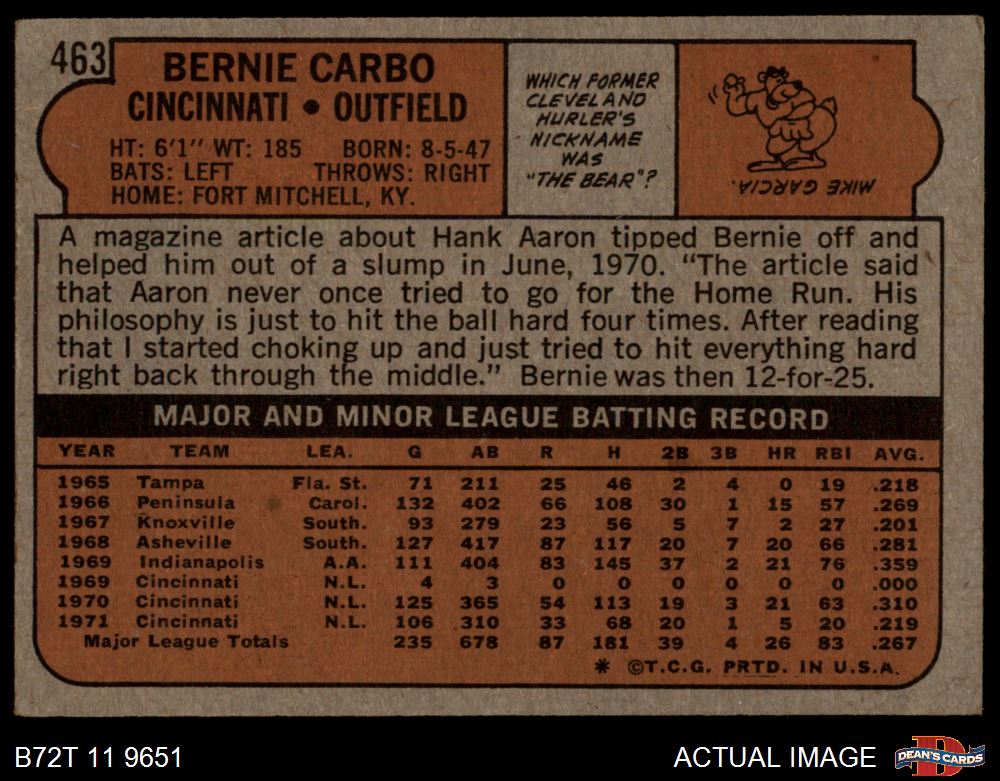 463
BERNIE CARBO
CINCINNATI • OUTFIELD
HT: 6'1" WT: 185 BORN: 8-5-47
BATS: LEFT THROWS: RIGHT
HOME: FORT MITCHELL, KY.
WHICH FORMER
CLEVELAND
HURLER'S
NICKNAME
WAS
"THE BEAR"?
MIKE GARCIA.
A magazine article about Hank Aaron tipped Bernie off and
helped him out of a slump in June, 1970. "The article said
that Aaron never once tried to go for the Home Run. His
philosophy is just to hit the ball hard four times. After reading
that I started choking up and just tried to hit everything hard
right back through the middle." Bernie was then 12-for-25.
MAJOR AND MINOR LEAGUE BATTING RECORD
YEAR TEAM LEA. G AB R H 2B 3B HR RBI AVG.
1965 Tampa Fla. St. 71 211 25 46 2 4 0 19 .218
1966 Peninsula Carol. 132 402 66 108 30 1 15 57 .269
1967 Knoxville South. 93 279 23 56 5 7 2 27 .201
1968 Asheville South. 127 417 87 117 20 7 20 66 .281
1969 Indianapolis A.A. 111 404 83 145 37 2 21 76 .359
1969 Cincinnati N.L. 4 3 0 0 0 0 0 0 .000
1970 Cincinnati N.L. 125 365 54 113 19 3 21 63 .310
1971 Cincinnati N.L. 106 310 33 68 20 1 5 20 .219
Major League Totals 235 678 87 181 39 4 26 83 .267
* ©T.C.G. PRTD. IN U.S.A.
B72T 11 9651
ACTUAL IMAGE
D
DEAN'S CARDS